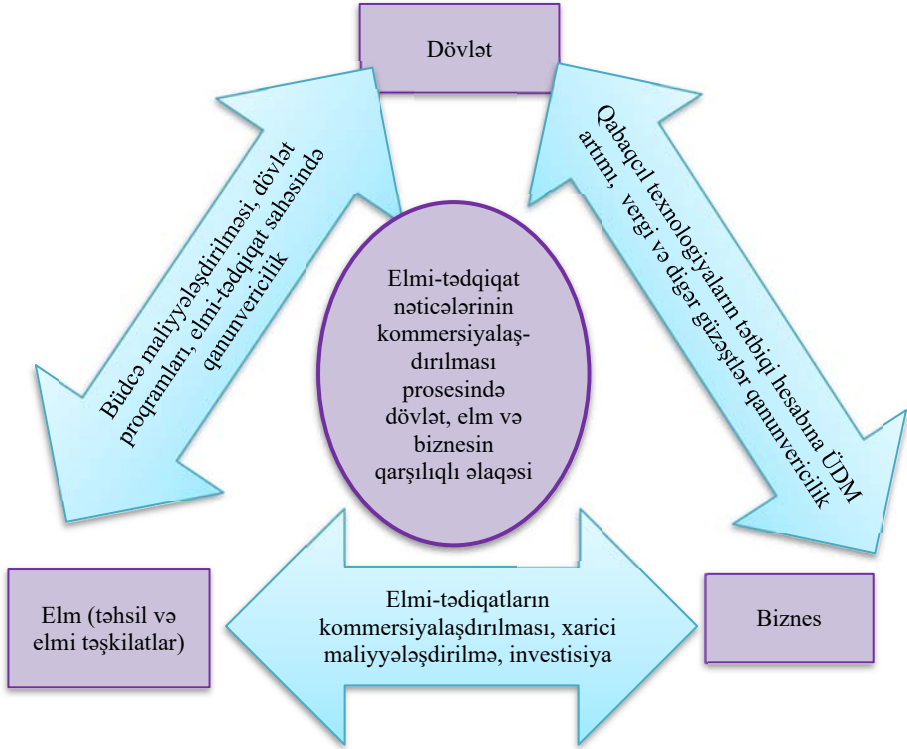 Dövlət
Büdcə maliyyələşdirilməsi, dövlət
proqramları, elmi-tədqiqat sahəsində
qanunvericilik
Qabaqcıl texnologiyaların tətbiqi hesabına ÜDM
artımı, vergi və digər güzəştlər qanunvericilik
Elmi-tədqiqat
nəticələrinin
kommersiyalaş-
dırılması
prosesində
dövlət, elm və
biznesin
qarşılıqlı əlaqəsi
Elm (təhsil və
elmi təşkilatlar)
Elmi-tədiqatların
kommersiyalaşdırılması, xarici
maliyyələşdirilmə, investisiya
Biznes